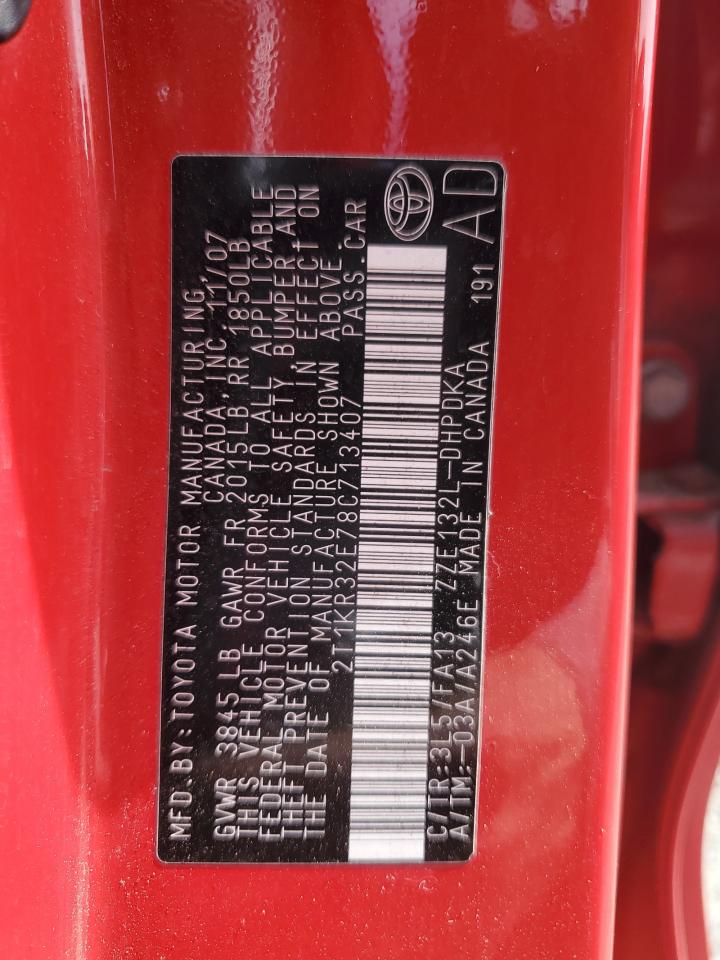 MFD.BY:TOYOTA MOTOR MANUFACTURING,
CANADA, INC. 11/07
GVWR 3845 LB GAWR FR 2015LB RR 1850LB
THIS VEHICLE CONFORMS TO ALL APPLICABLE
FEDERAL MOTOR VEHICLE SAFETY, BUMPER, AND
THEFT PREVENTION STANDARDS IN EFFECT ON
THE DATE OF MANUFACTURE SHOWN ABOVE.
2T1KR32E78C713407 PASS.CAR
C/TR:3L5/FA13 ZZE132L-DHPDKA
A/TM:-03A/A246E MADE IN CANADA 191
AD